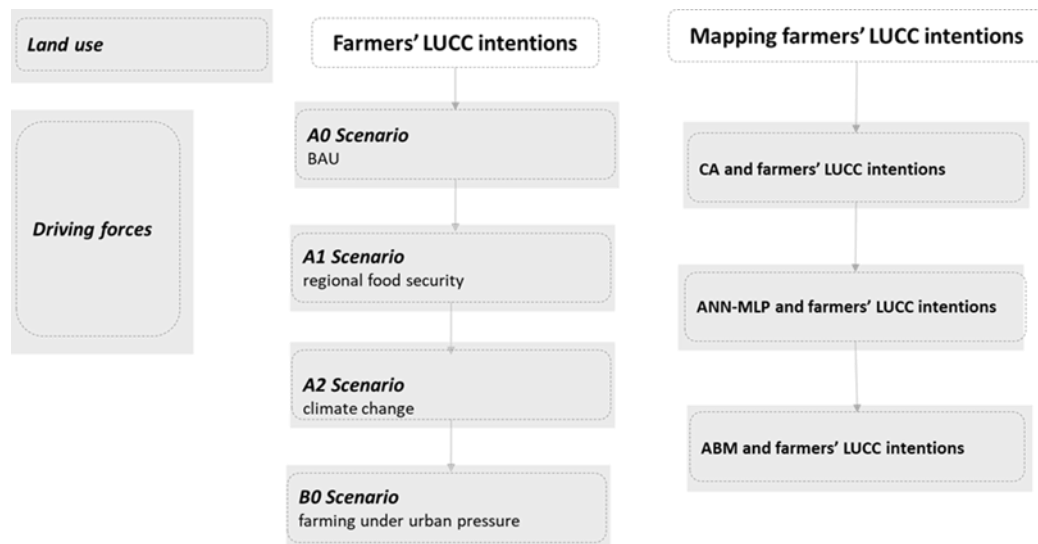 Land use
Driving forces
Farmers’ LUCC intentions
A0 Scenario
BAU
A1 Scenario
regional food security
A2 Scenario
climate change
B0 Scenario
farming under urban pressure
Mapping farmers’ LUCC intentions
CA and farmers’ LUCC intentions
ANN-MLP and farmers’ LUCC intentions
ABM and farmers’ LUCC intentions